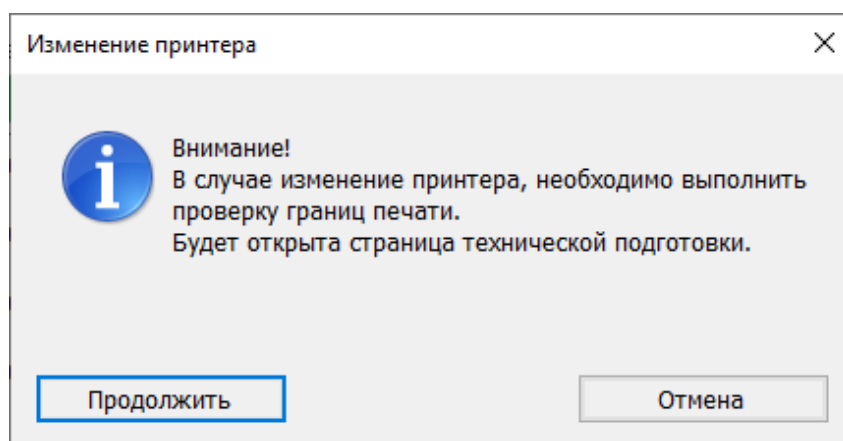 Изменение принтера
Внимание!
В случае изменение принтера, необходимо выполнить
проверку границ печати.
Будет открыта страница технической подготовки.
Продолжить
Отмена